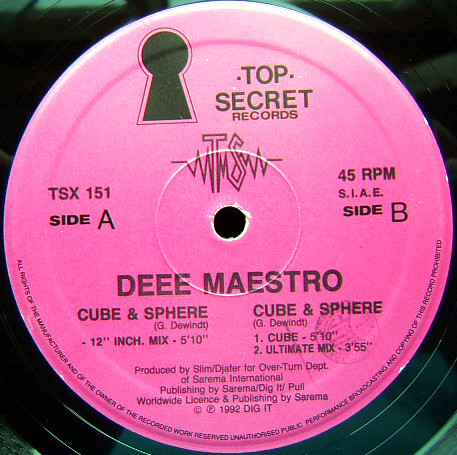 ·TOP·
SECRET
RECORDS
TMS
TSX 151
SIDE A
45 RPM
S.I.A.E.
SIDE B
DEEE MAESTRO
CUBE & SPHERE
(G. Dewindt)
- 12" INCH. MIX - 5'10"
CUBE & SPHERE
(G. Dewindt)
1. CUBE - 5'10"
2. ULTIMATE MIX - 3'55"
Produced by Slim/Djafer for Over-Turn Dept.
of Sarema International
Publishing by Sarema/Dig It/ Pull
Worldwide Licence & Publishing by Sarema
© ℗ 1992 DIG IT
ALL RIGHTS OF THE MANUFACTURER AND OF THE OWNER OF THE RECORDED WORK RESERVED UNAUTHORISED PUBLIC PERFORMANCE BROADCASTING AND COPYING OF THIS RECORD PROHIBITED